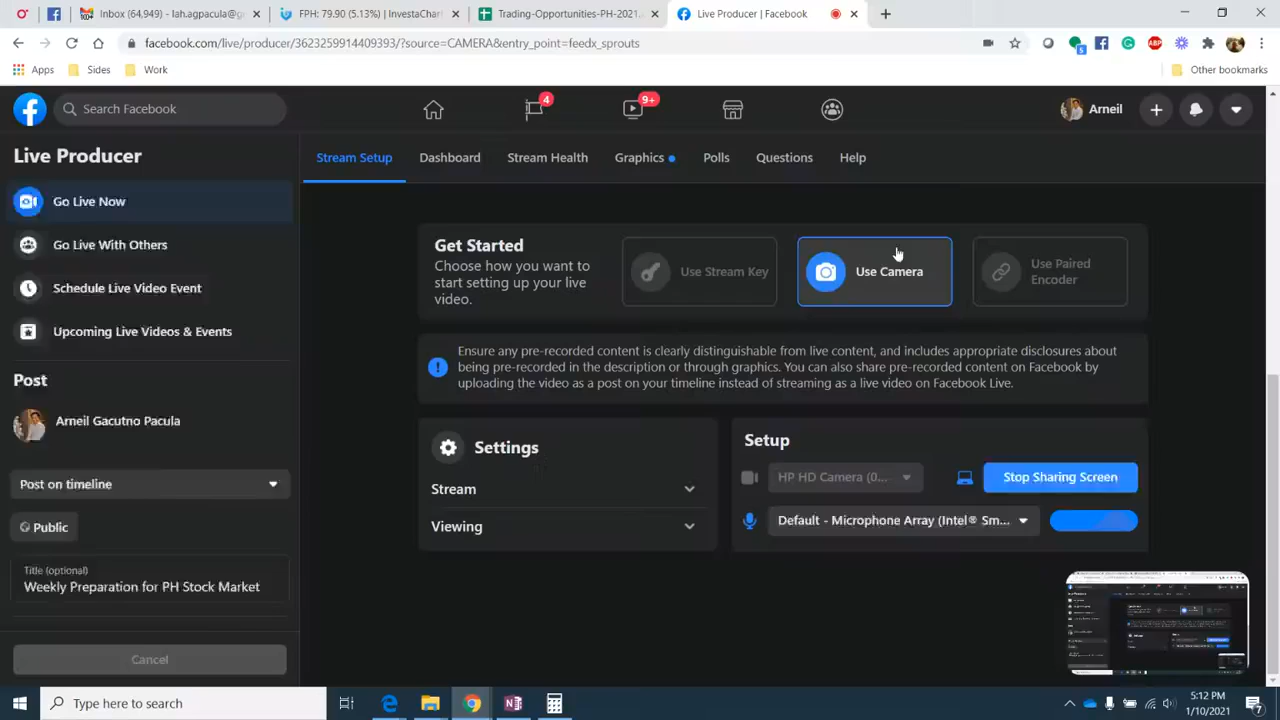 Inbox (64,949) - iah.agpacula@g
FPH: 79.90 (5.13%) | InvestaChart
Trading-Opportunities-PH-2021.
Live Producer | Facebook
facebook.com/live/producer/3623259914409393/?source=CAMERA&entry_point=feedx_sprouts
5
ABP
Apps
Sides
Work
Other bookmarks
Search Facebook
4
9+
Arneil
Live Producer
Stream Setup
Dashboard
Stream Health
Graphics
Polls
Questions
Help
Go Live Now
Go Live With Others
Schedule Live Video Event
Upcoming Live Videos & Events
Get Started
Choose how you want to
start setting up your live
video.
Use Stream Key
Use Camera
Use Paired
Encoder
Ensure any pre-recorded content is clearly distinguishable from live content, and includes appropriate disclosures about
being pre-recorded in the description or through graphics. You can also share pre-recorded content on Facebook by
uploading the video as a post on your timeline instead of streaming as a live video on Facebook Live.
Post
Arneil Gacutno Pacula
Post on timeline
Public
Title (optional)
Weekly Preparation for PH Stock Market
Cancel
Settings
Stream
Viewing
Setup
HP HD Camera (0...
Stop Sharing Screen
Default - Microphone Array (Intel® Sm...
Type here to search
5:12 PM
1/10/2021